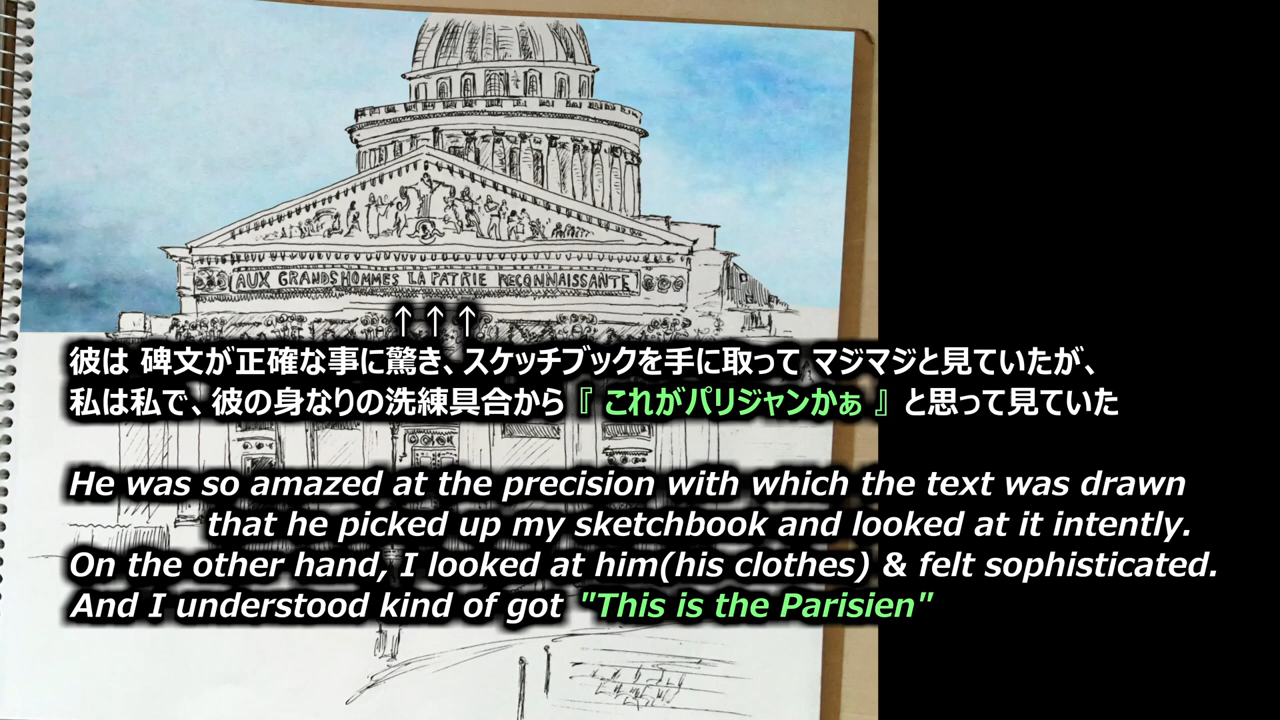 AUX GRANDS HOMMES LA PATRIE RECONNAISSANTE
↑ ↑ ↑
彼は 碑文が正確な事に驚き、スケッチブックを手に取って マジマジと見ていたが、
私は私で、彼の身なりの洗練具合から『 これがパリジャンかぁ 』 と思って見ていた
He was so amazed at the precision with which the text was drawn
that he picked up my sketchbook and looked at it intently.
On the other hand, I looked at him(his clothes) & felt sophisticated.
And I understood kind of got "This is the Parisien"